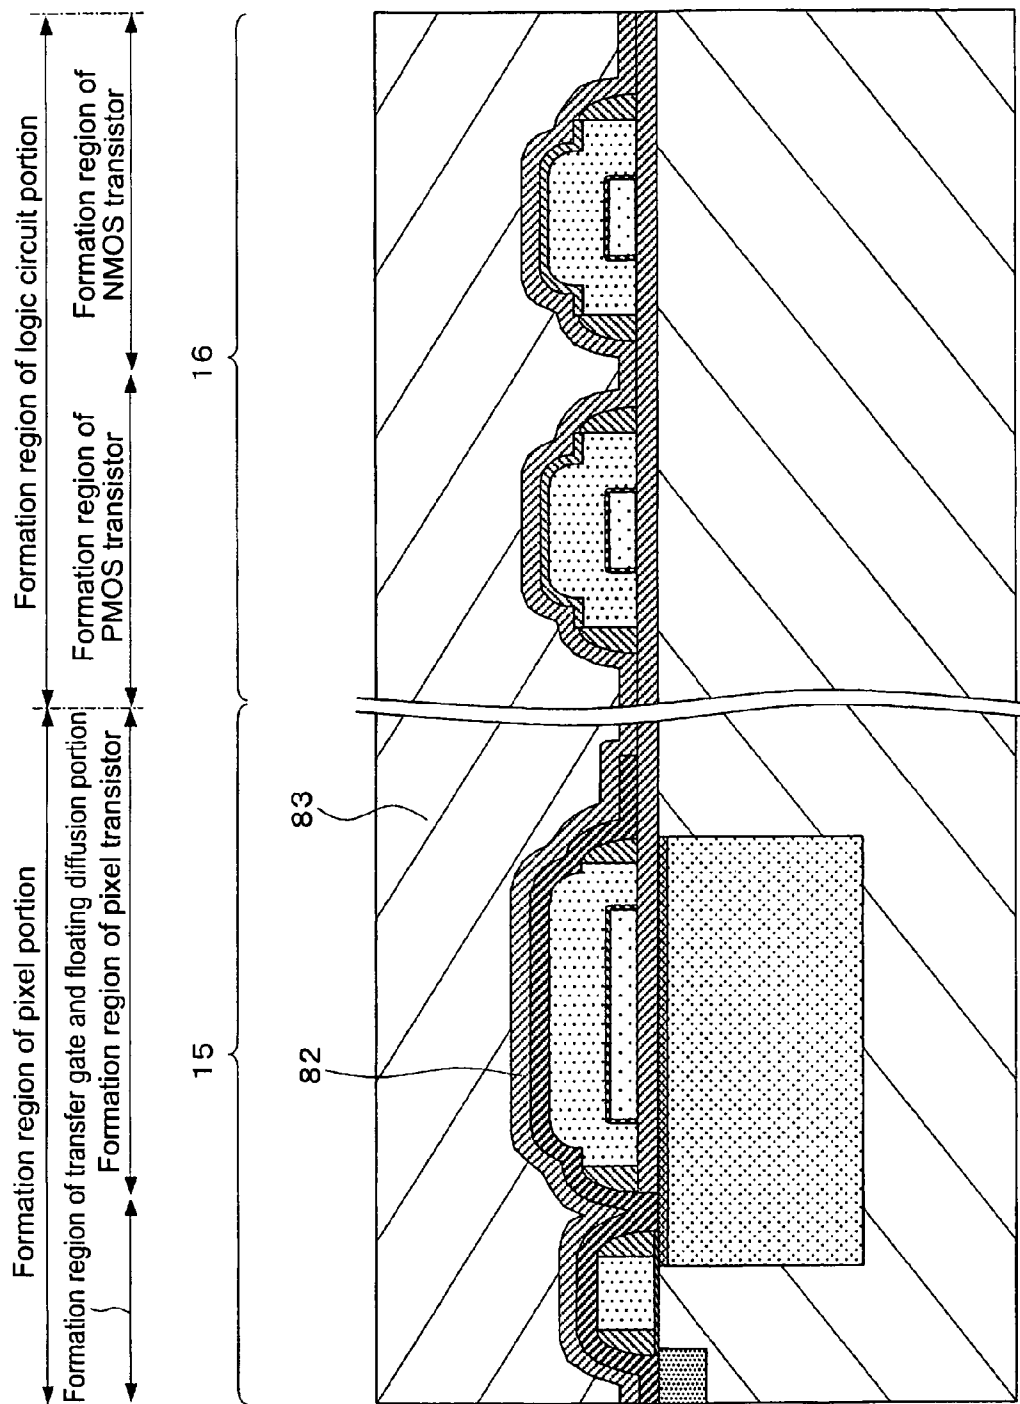 Formation region of pixel portion
Formation region of logic circuit portion
Formation region of transfer gate and floating diffusion portion
Formation region of pixel transistor
Formation region of
PMOS transistor
Formation region of
NMOS transistor
15
16
82
83